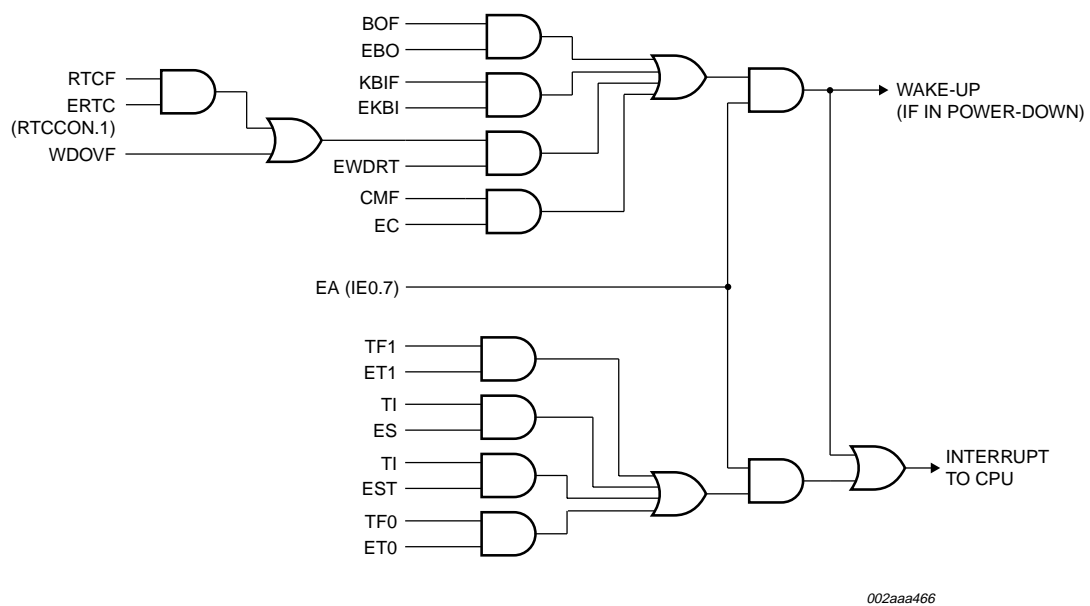 BOF
EBO
RTCF
ERTC
(RTCCON.1)
WDOVF
KBIF
EKBI
EWDRT
CMF
EC
WAKE-UP
(IF IN POWER-DOWN)
EA (IE0.7)
TF1
ET1
TI
ES
TI
EST
TF0
ET0
INTERRUPT
TO CPU
002aaa466